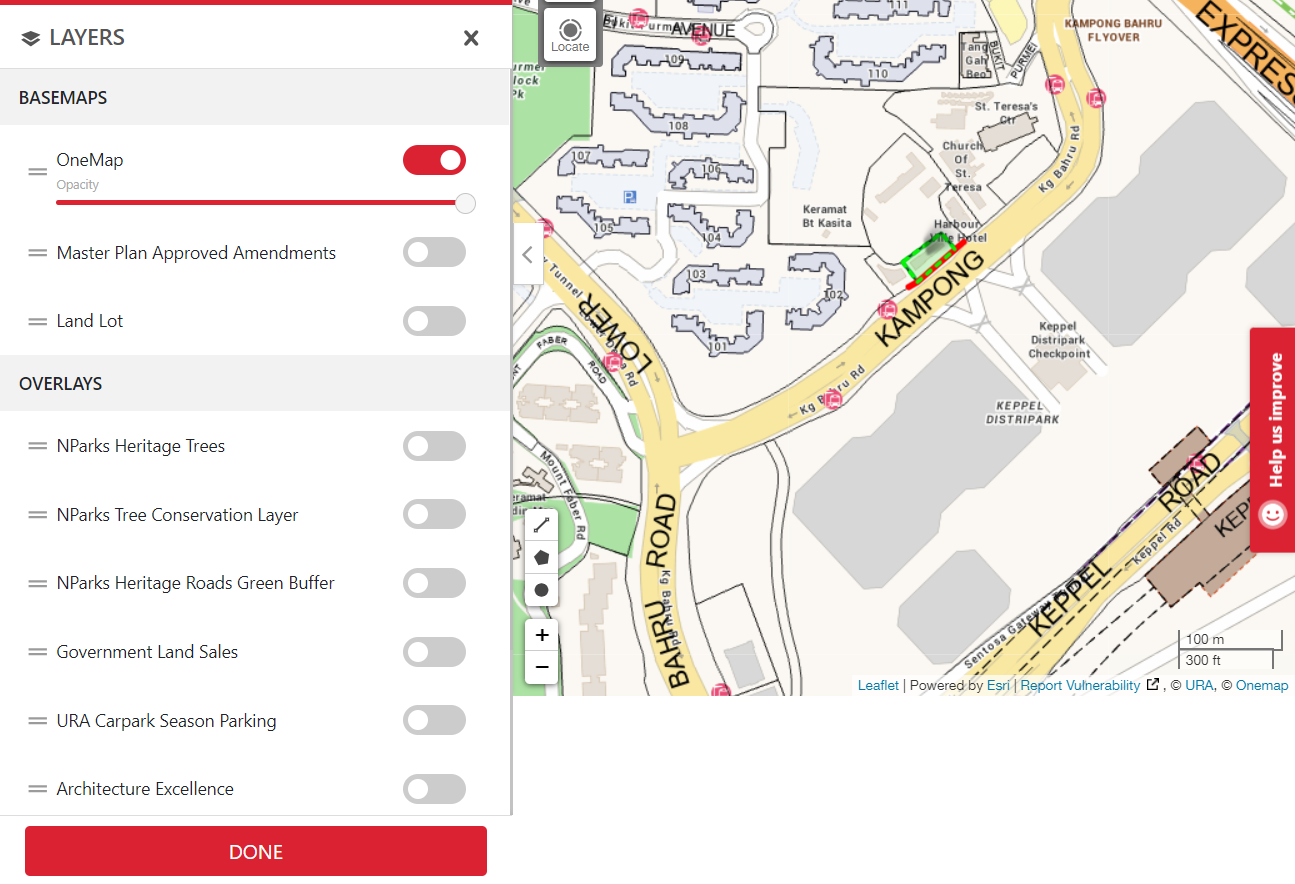 LAYERS
BASEMAPS
OneMap
Opacity
Master Plan Approved Amendments
Land Lot
OVERLAYS
NParks Heritage Trees
NParks Tree Conservation Layer
NParks Heritage Roads Green Buffer
Government Land Sales
URA Carpark Season Parking
Architecture Excellence
DONE
Locate
AVENUE
111
109
110
108
107
106
105
104
103
102
101
P
KAMPONG BAHRU
FLYOVER
EXPRES
Tang
Gah
Beo
BUKIT
PURMEI
St. Teresa's
Ctr
Church
Of
St.
Teresa
Kg Bahru Rd
Keramat
Bt Kasita
Harbour
Ville Hotel
KAMPONG
Kg Bahru Rd
LOWER
FABER
ROAD
Mount Faber Rd
BAHRU ROAD
Kg Bahru Rd
Keppel
Distripark
Checkpoint
KEPPEL
DISTRIPARK
KEPPEL ROAD
Keppel Rd
Sentosa Gateway
KEPP
Help us improve
+
−
100 m
300 ft
Leaflet | Powered by Esri | Report Vulnerability , © URA, © Onemap